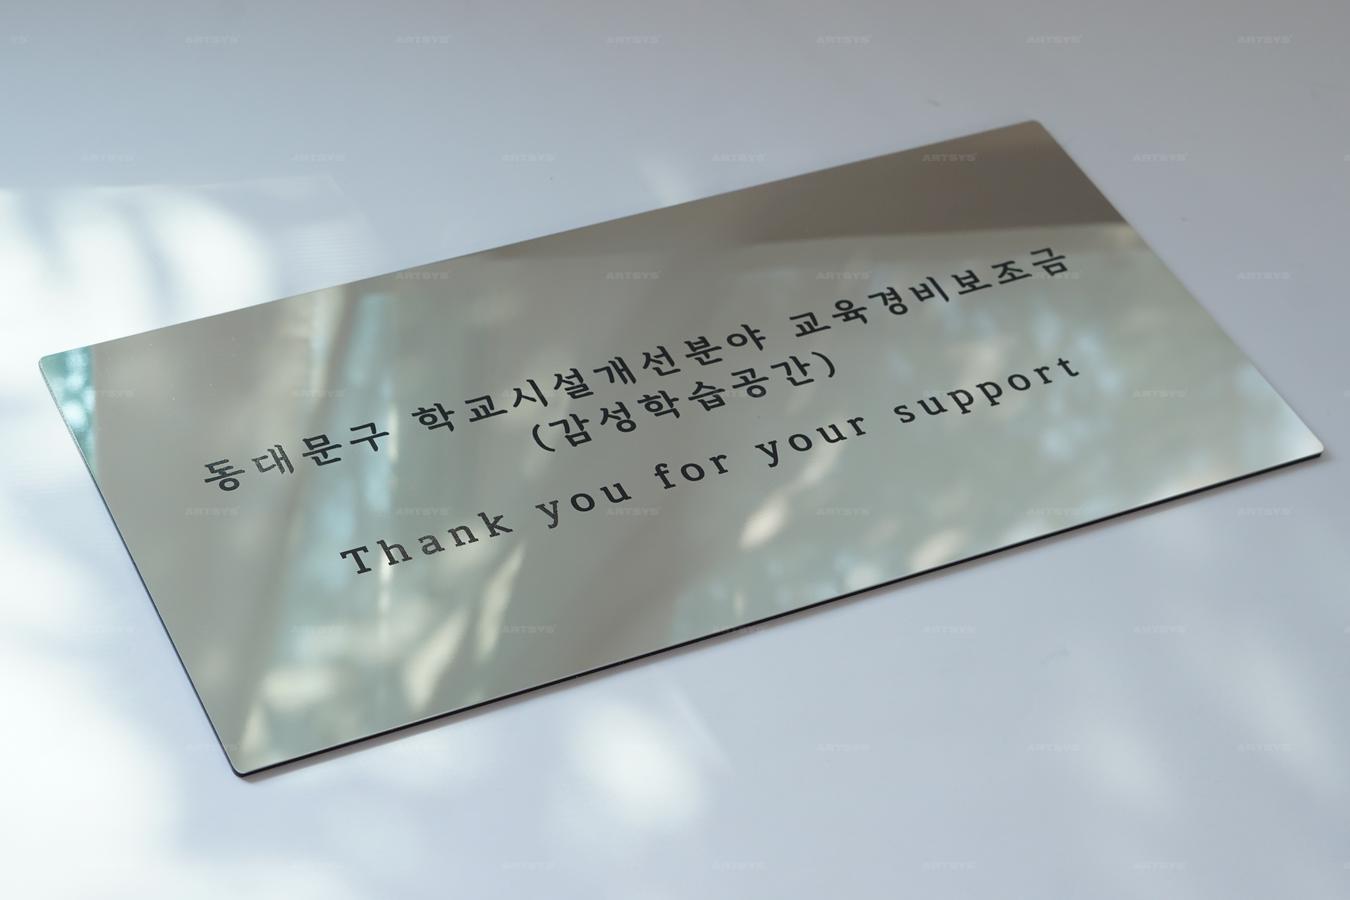 동대문구 학교시설개선분야 교육경비보조금
(감성학습공간)
Thank you for your support
ARTSYS